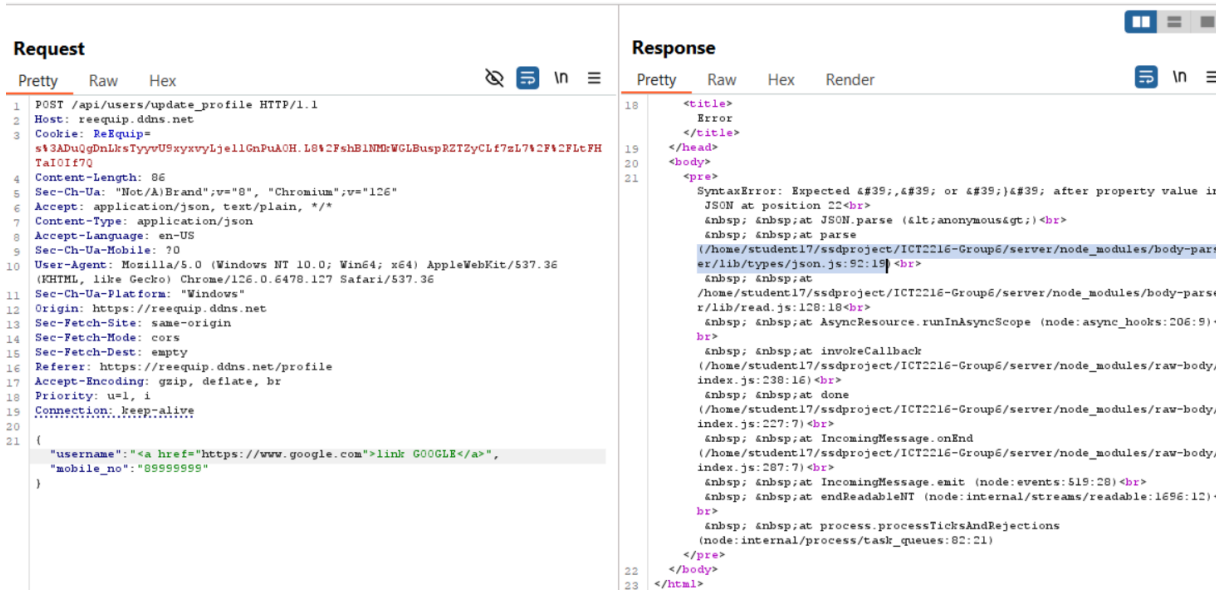 Request
Pretty Raw Hex \n
1 POST /api/users/update_profile HTTP/1.1
2 Host: reequip.ddns.net
3 Cookie: ReEquip=
s%3ADuQgDnLksTyyvU9xyxvyLjellGnPuAOH.L8%2FshBlNMkWGLBuspRZTZyCLf7zL7%2F%2FLtFH
TaIOIf7Q
4 Content-Length: 86
5 Sec-Ch-Ua: "Not/A)Brand";v="8", "Chromium";v="126"
6 Accept: application/json, text/plain, */*
7 Content-Type: application/json
8 Accept-Language: en-US
9 Sec-Ch-Ua-Mobile: ?0
10 User-Agent: Mozilla/5.0 (Windows NT 10.0; Win64; x64) AppleWebKit/537.36
(KHTML, like Gecko) Chrome/126.0.6478.127 Safari/537.36
11 Sec-Ch-Ua-Platform: "Windows"
12 Origin: https://reequip.ddns.net
13 Sec-Fetch-Site: same-origin
14 Sec-Fetch-Mode: cors
15 Sec-Fetch-Dest: empty
16 Referer: https://reequip.ddns.net/profile
17 Accept-Encoding: gzip, deflate, br
18 Priority: u=1, i
19 Connection: keep-alive
20
21 {
"username":"<a href="https://www.google.com">link GOOGLE</a>",
"mobile_no":"89999999"
}
Response
Pretty Raw Hex Render \n
18 <title>
Error
</title>
19 </head>
20 <body>
21 <pre>
SyntaxError: Expected &#39;,&#39; or &#39;}&#39; after property value in
JSON at position 22<br>
&nbsp; &nbsp;at JSON.parse (&lt;anonymous&gt;)<br>
&nbsp; &nbsp;at parse
(/home/student17/ssdproject/ICT2216-Group6/server/node_modules/body-pars
er/lib/types/json.js:92:19)<br>
&nbsp; &nbsp;at
/home/student17/ssdproject/ICT2216-Group6/server/node_modules/body-parse
r/lib/read.js:128:18<br>
&nbsp; &nbsp;at AsyncResource.runInAsyncScope (node:async_hooks:206:9)<
br>
&nbsp; &nbsp;at invokeCallback
(/home/student17/ssdproject/ICT2216-Group6/server/node_modules/raw-body/
index.js:238:16)<br>
&nbsp; &nbsp;at done
(/home/student17/ssdproject/ICT2216-Group6/server/node_modules/raw-body/
index.js:227:7)<br>
&nbsp; &nbsp;at IncomingMessage.onEnd
(/home/student17/ssdproject/ICT2216-Group6/server/node_modules/raw-body/
index.js:287:7)<br>
&nbsp; &nbsp;at IncomingMessage.emit (node:events:519:28)<br>
&nbsp; &nbsp;at endReadableNT (node:internal/streams/readable:1696:12)<
br>
&nbsp; &nbsp;at process.processTicksAndRejections
(node:internal/process/task_queues:82:21)
</pre>
22 </body>
23 </html>